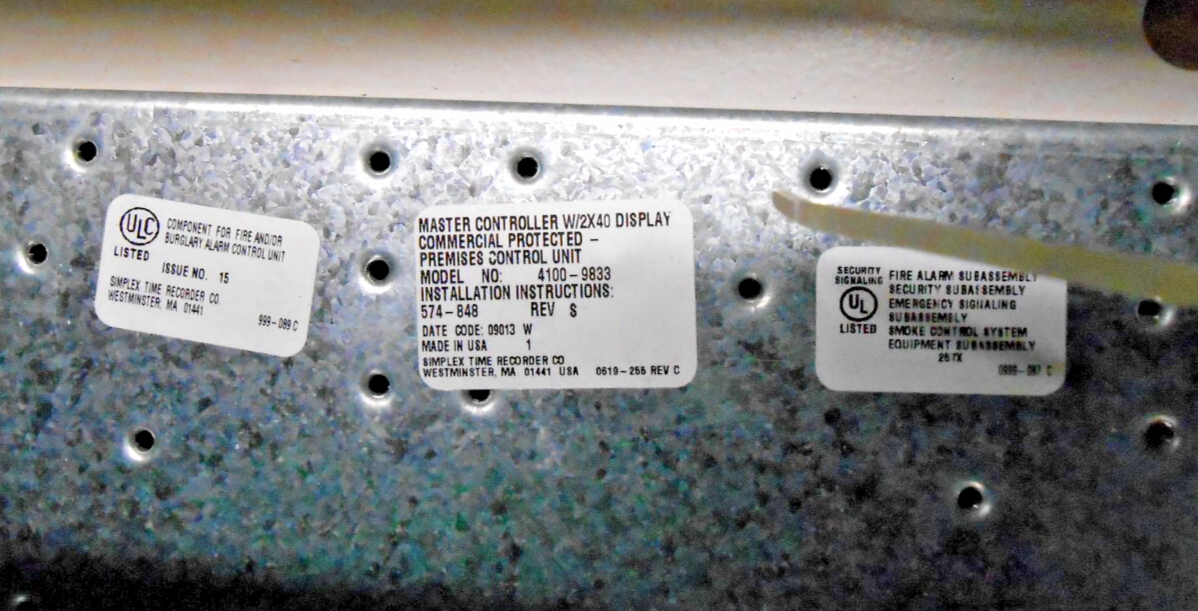 ULC
LISTED
COMPONENT FOR FIRE AND/OR
BURGLARY ALARM CONTROL UNIT
ISSUE NO. 15
SIMPLEX TIME RECORDER CO.
WESTMINSTER, MA 01441
999-089 C
MASTER CONTROLLER W/2X40 DISPLAY
COMMERCIAL PROTECTED -
PREMISES CONTROL UNIT
MODEL NO: 4100-9833
INSTALLATION INSTRUCTIONS:
574-848 REV S
DATE CODE: 09013 W
MADE IN USA 1
SIMPLEX TIME RECORDER CO
WESTMINSTER, MA 01441 USA 0619-255 REV C
SECURITY
SIGNALING
UL
LISTED
FIRE ALARM SUBASSEMBLY
SECURITY SUBASSEMBLY
EMERGENCY SIGNALING
SUBASSEMBLY
SMOKE CONTROL SYSTEM
EQUIPMENT SUBASSEMBLY
0999-087 C